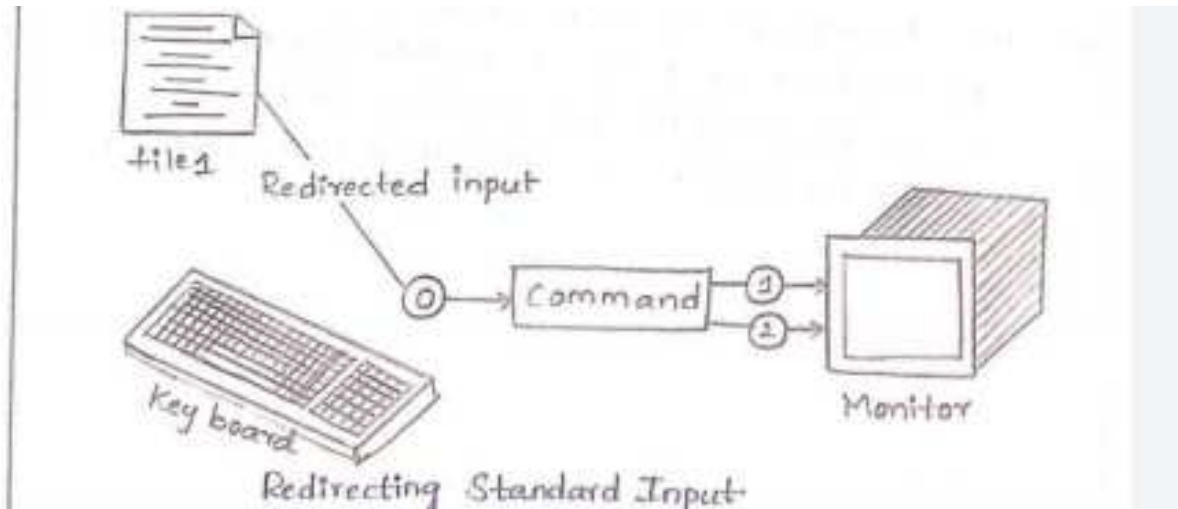 file1
Redirected input
0
Command
1
2
Key board
Monitor
Redirecting Standard Input